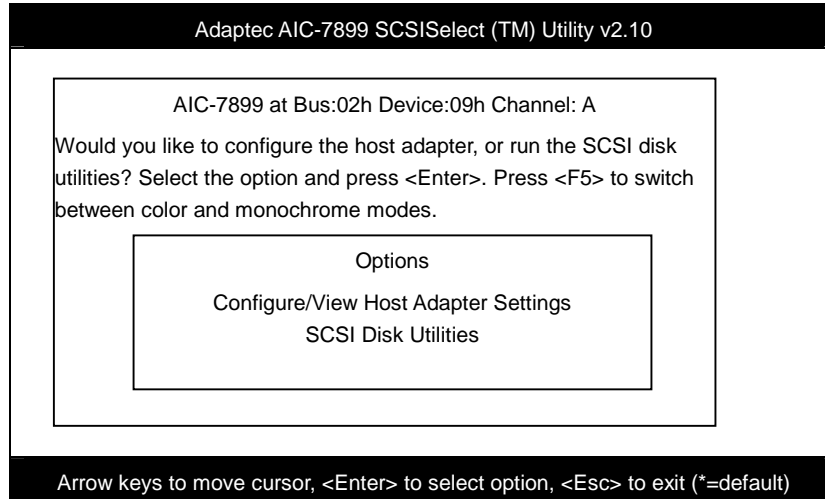 Adaptec AIC-7899 SCSISelect (TM) Utility v2.10
AIC-7899 at Bus:02h Device:09h Channel: A
Would you like to configure the host adapter, or run the SCSI disk
utilities? Select the option and press <Enter>. Press <F5> to switch
between color and monochrome modes.
Options
Configure/View Host Adapter Settings
SCSI Disk Utilities
Arrow keys to move cursor, <Enter> to select option, <Esc> to exit (*=default)